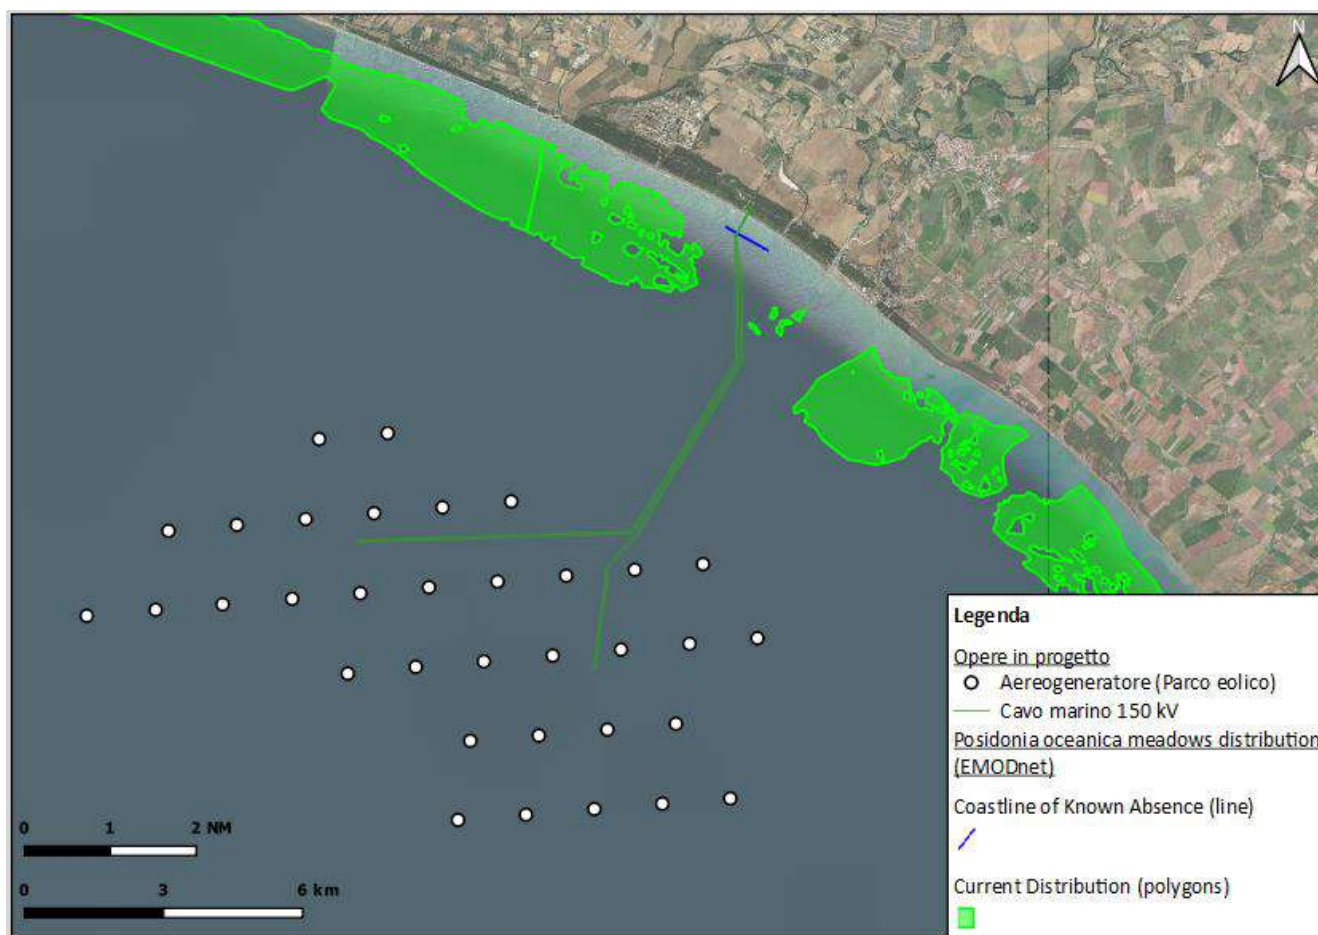 N
Legenda
Opere in progetto
Aereogeneratore (Parco eolico)
Cavo marino 150 kV
Posidonia oceanica meadows distribution
(EMODnet)
Coastline of Known Absence (line)
Current Distribution (polygons)
0 1 2 NM
0 3 6 km